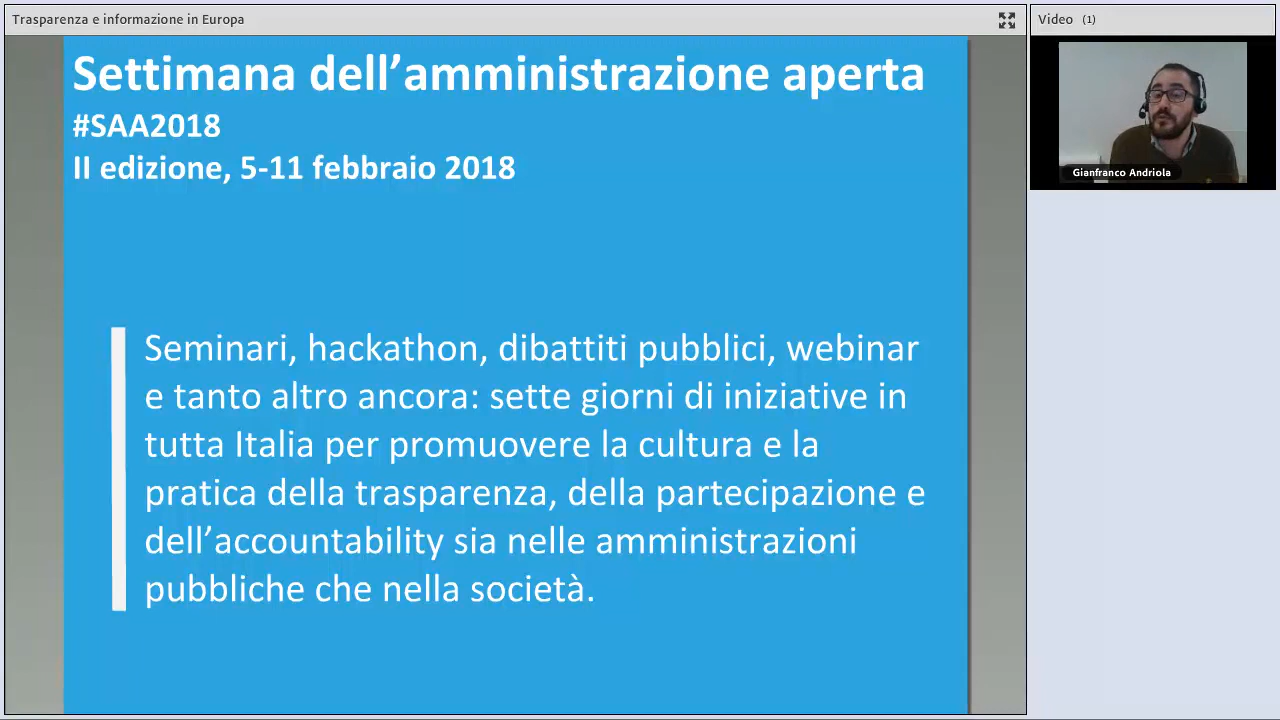 Trasparenza e informazione in Europa
Video (1)
Settimana dell’amministrazione aperta
#SAA2018
II edizione, 5-11 febbraio 2018
Gianfranco Andriola
Seminari, hackathon, dibattiti pubblici, webinar
e tanto altro ancora: sette giorni di iniziative in
tutta Italia per promuovere la cultura e la
pratica della trasparenza, della partecipazione e
dell’accountability sia nelle amministrazioni
pubbliche che nella società.